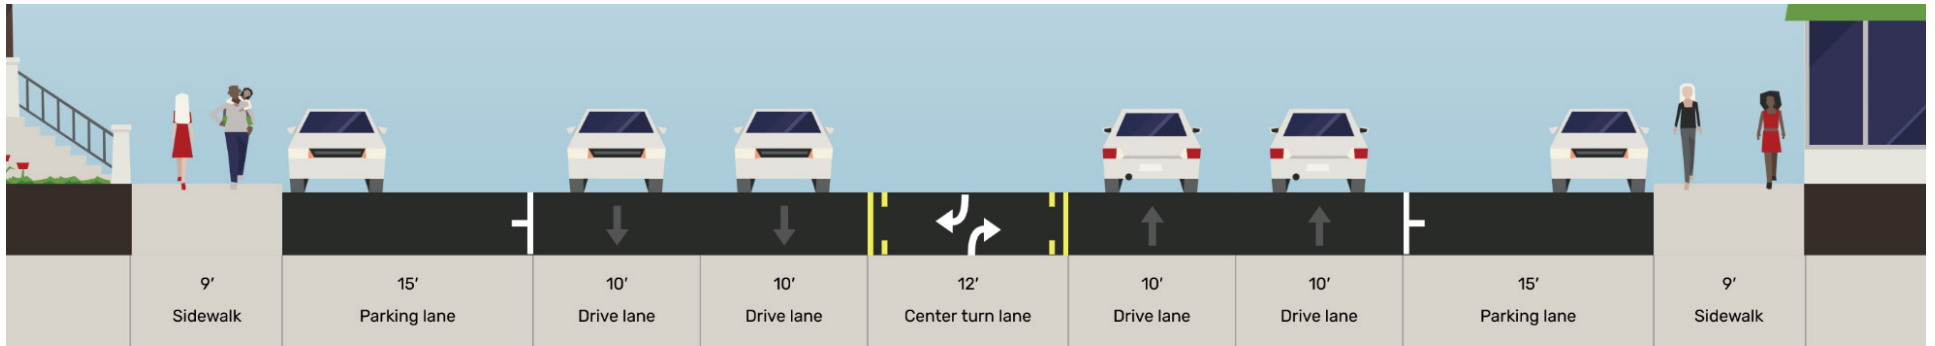 9′
Sidewalk
15′
Parking lane
10′
Drive lane
10′
Drive lane
12′
Center turn lane
10′
Drive lane
10′
Drive lane
15′
Parking lane
9′
Sidewalk